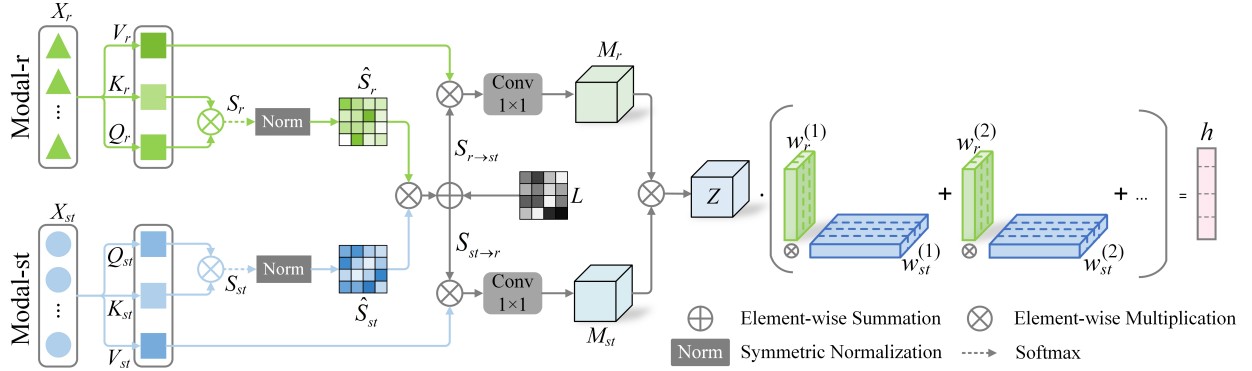 Modal-r
X_r
...
V_r
K_r
Q_r
S_r
Norm
Ŝ_r
Conv
1×1
M_r
S_{r→st}
L
S_{st→r}
Modal-st
X_st
...
Q_st
K_st
V_st
S_st
Norm
Ŝ_st
Conv
1×1
M_st
Z
·
w_r^{(1)}
w_st^{(1)}
+
w_r^{(2)}
w_st^{(2)}
+ ...
=
h
Element-wise Summation
Element-wise Multiplication
Norm Symmetric Normalization
Softmax